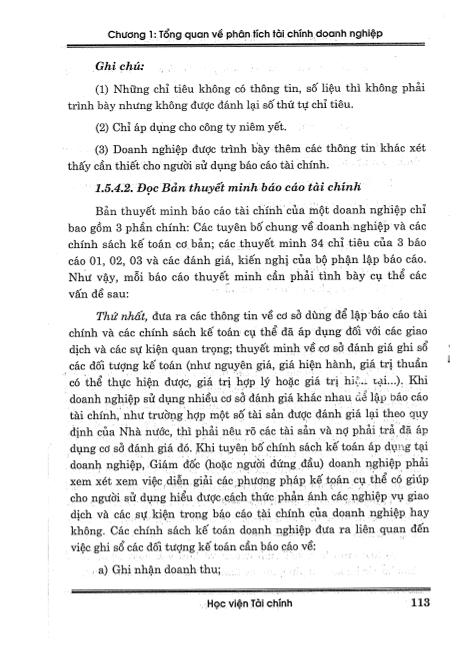 Chương 1: Tổng quan về phân tích tài chính doanh nghiệp
Ghi chú:
(1) Những chỉ tiêu không có thông tin, số liệu thì không phải
trình bày nhưng không được đánh lại số thứ tự chỉ tiêu.
(2) Chỉ áp dụng cho công ty niêm yết.
(3) Doanh nghiệp được trình bày thêm các thông tin khác xét
thấy cần thiết cho người sử dụng báo cáo tài chính.
1.5.4.2. Đọc Bản thuyết minh báo cáo tài chính
Bản thuyết minh báo cáo tài chính của một doanh nghiệp chỉ
bao gồm 3 phần chính: Các tuyên bố chung về doanh nghiệp và các
chính sách kế toán cơ bản; các thuyết minh 34 chỉ tiêu của 3 báo
cáo 01, 02, 03 và các đánh giá, kiến nghị của bộ phận lập báo cáo.
Như vậy, mỗi báo cáo thuyết minh cần phải tình bày cụ thể các
vấn đề sau:
Thứ nhất, đưa ra các thông tin về cơ sở dùng để lập báo cáo tài
chính và các chính sách kế toán cụ thể đã áp dụng đối với các giao
dịch và các sự kiện quan trọng; thuyết minh về cơ sở đánh giá ghi sổ
các đối tượng kế toán (như nguyên giá, giá hiện hành, giá trị thuần
có thể thực hiện được, giá trị hợp lý hoặc giá trị hiện tại...). Khi
doanh nghiệp sử dụng nhiều cơ sở đánh giá khác nhau để lập báo cáo
tài chính, như trường hợp một số tài sản được đánh giá lại theo quy
định của Nhà nước, thì phải nêu rõ các tài sản và nợ phải trả đã áp
dụng cơ sở đánh giá đó. Khi tuyên bố chính sách kế toán áp dụng tại
doanh nghiệp, Giám đốc (hoặc người đứng đầu) doanh nghiệp phải
xem xét xem việc diễn giải các phương pháp kế toán cụ thể có giúp
cho người sử dụng hiểu được cách thức phản ánh các nghiệp vụ giao
dịch và các sự kiện trong báo cáo tài chính của doanh nghiệp hay
không. Các chính sách kế toán doanh nghiệp đưa ra liên quan đến
việc ghi sổ các đối tượng kế toán cần báo cáo về:
a) Ghi nhận doanh thu;
Học viện Tài chính
113